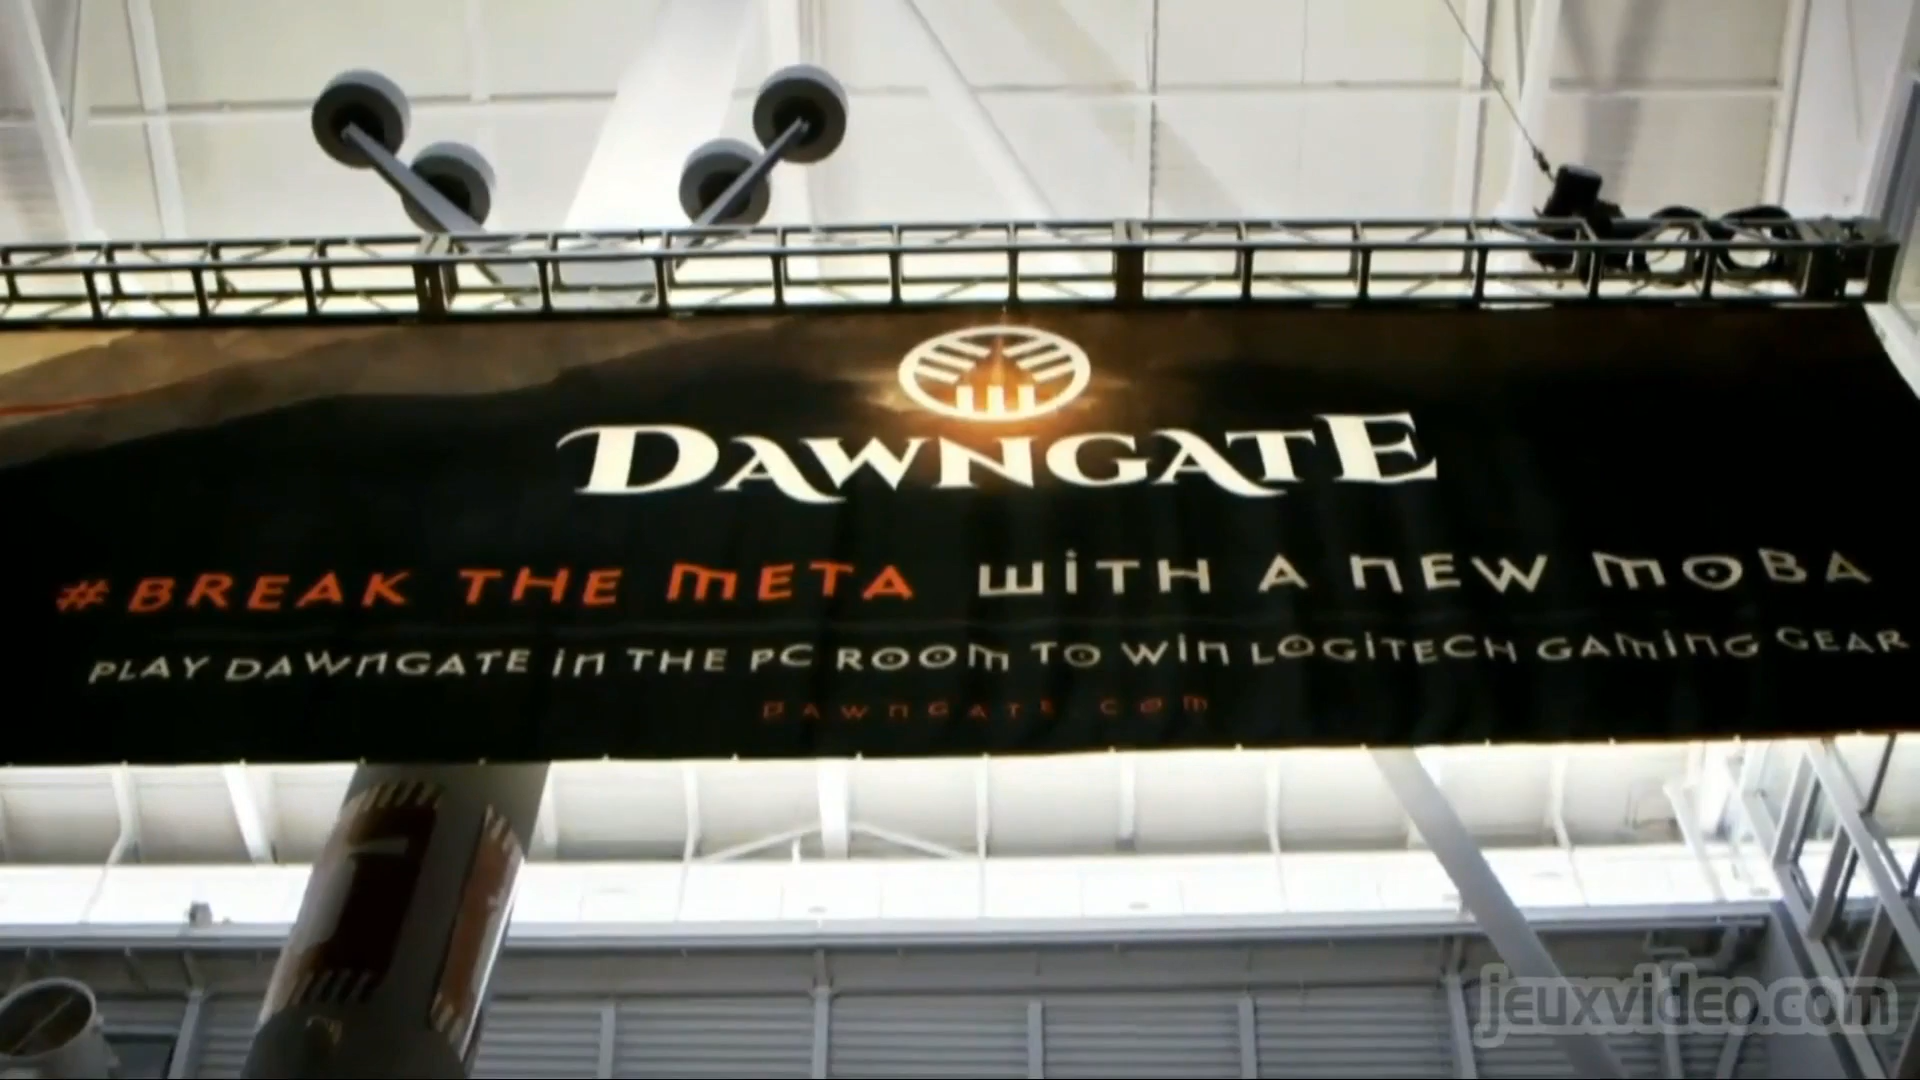 DAWNGATE
#BREAK THE META WITH A NEW MOBA
PLAY DAWNGATE IN THE PC ROOM TO WIN LOGITECH GAMING GEAR
DAWNGATE.COM
jeuxvideo.com